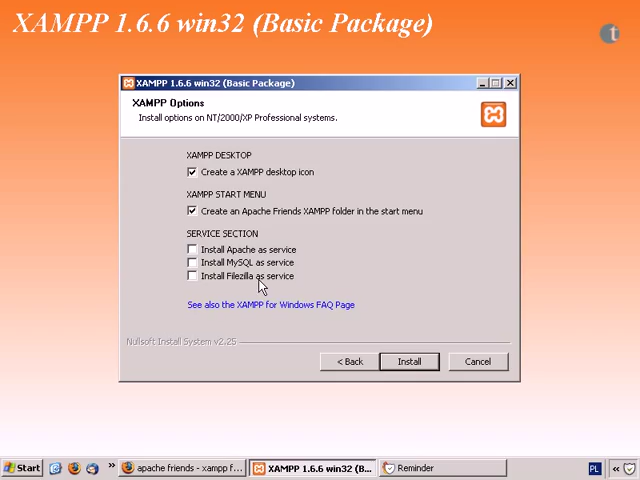 XAMPP 1.6.6 win32 (Basic Package)
t
XAMPP 1.6.6 win32 (Basic Package)
XAMPP Options
Install options on NT/2000/XP Professional systems.
XAMPP DESKTOP
Create a XAMPP desktop icon
XAMPP START MENU
Create an Apache Friends XAMPP folder in the start menu
SERVICE SECTION
Install Apache as service
Install MySQL as service
Install Filezilla as service
See also the XAMPP for Windows FAQ Page
Nullsoft Install System v2.25
< Back Install Cancel
Start » apache friends - xampp f... XAMPP 1.6.6 win32 (B... Reminder PL «